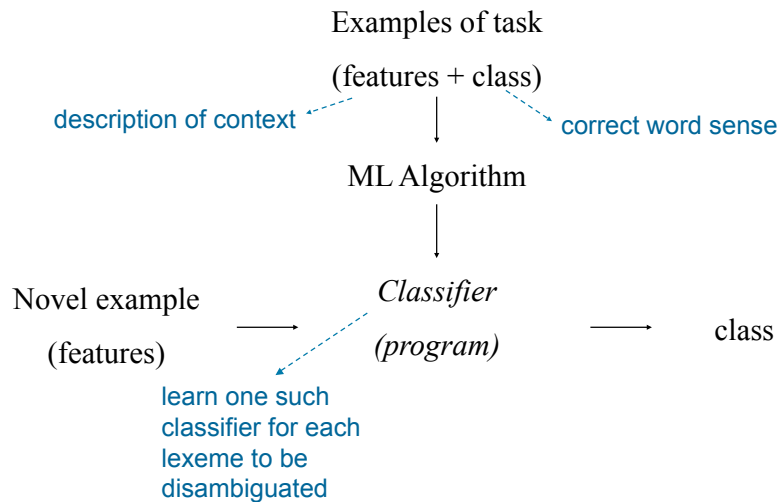 Examples of task
(features + class)
description of context
correct word sense
ML Algorithm
Novel example
(features)
Classifier
(program)
class
learn one such
classifier for each
lexeme to be
disambiguated